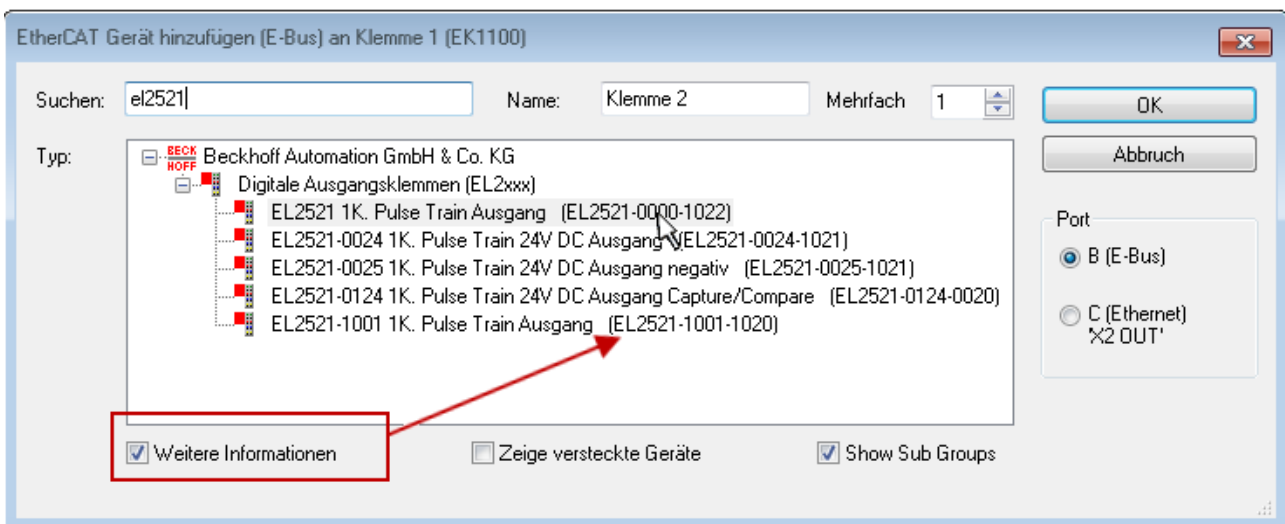 EtherCAT Gerät hinzufügen (E-Bus) an Klemme 1 (EK1100)
Suchen: el2521 Name: Klemme 2 Mehrfach 1 OK
Abbruch
Typ: BECKHOFF Beckhoff Automation GmbH & Co. KG
Digitale Ausgangsklemmen (EL2xxx)
EL2521 1K. Pulse Train Ausgang (EL2521-0000-1022)
EL2521-0024 1K. Pulse Train 24V DC Ausgang (EL2521-0024-1021)
EL2521-0025 1K. Pulse Train 24V DC Ausgang negativ (EL2521-0025-1021)
EL2521-0124 1K. Pulse Train 24V DC Ausgang Capture/Compare (EL2521-0124-0020)
EL2521-1001 1K. Pulse Train Ausgang (EL2521-1001-1020)
Port
B (E-Bus)
C (Ethernet)
'X2 OUT'
Weitere Informationen Zeige versteckte Geräte Show Sub Groups